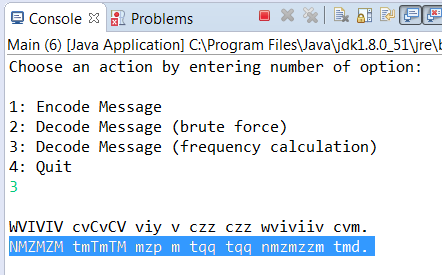 Console Problems
Main (6) [Java Application] C:\Program Files\Java\jdk1.8.0_51\jre\b
Choose an action by entering number of option:
1: Encode Message
2: Decode Message (brute force)
3: Decode Message (frequency calculation)
4: Quit
3
WVIVIV cvCvCV viy v czz czz wviviiv cvm.
NMZMZM tmTmTM mzp m tqq tqq nmzmzzm tmd.